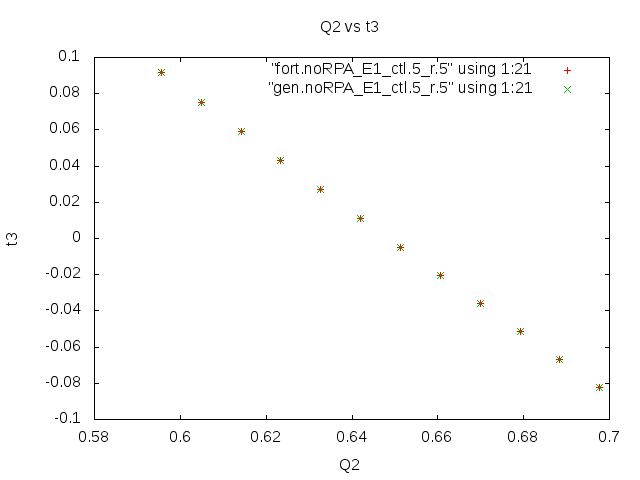 Q2 vs t3
"fort.noRPA_E1_ctl.5_r.5" using 1:21
"gen.noRPA_E1_ctl.5_r.5" using 1:21
0.1
0.08
0.06
0.04
0.02
0
-0.02
-0.04
-0.06
-0.08
-0.1
t3
0.58 0.6 0.62 0.64 0.66 0.68 0.7
Q2